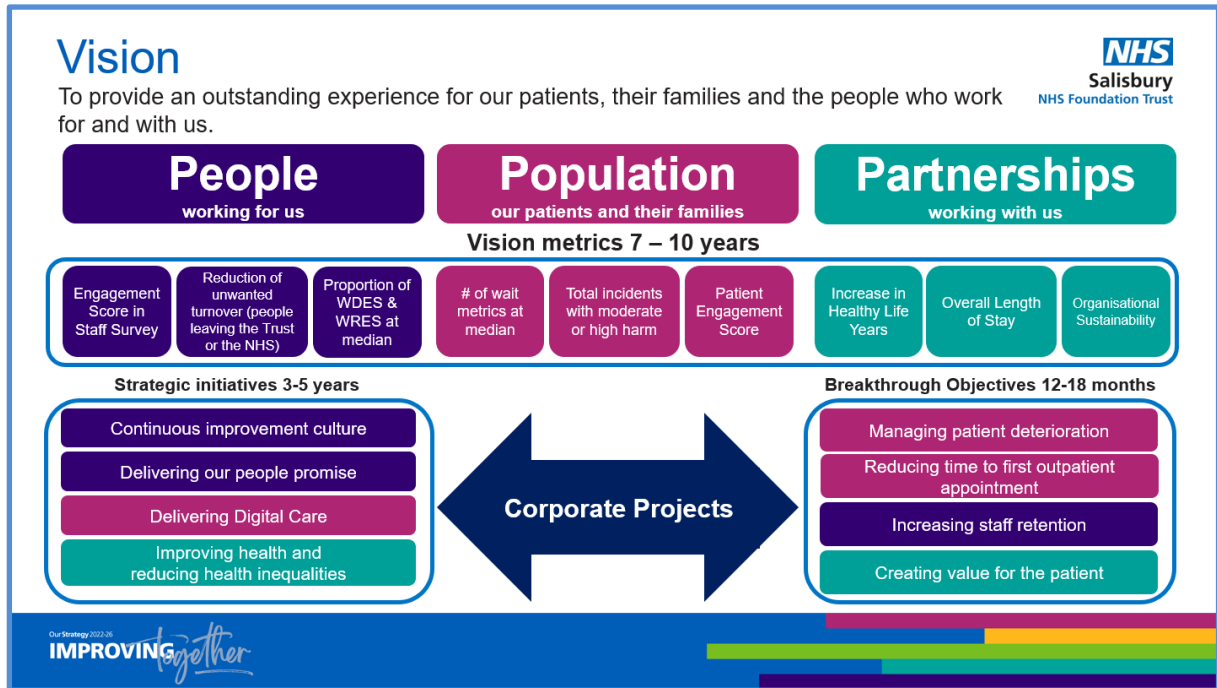 Vision
NHS
Salisbury
NHS Foundation Trust
To provide an outstanding experience for our patients, their families and the people who work
for and with us.
People
working for us
Population
our patients and their families
Partnerships
working with us
Vision metrics 7 – 10 years
Engagement
Score in
Staff Survey
Reduction of
unwanted
turnover (people
leaving the Trust
or the NHS)
Proportion of
WDES &
WRES at
median
# of wait
metrics at
median
Total incidents
with moderate
or high harm
Patient
Engagement
Score
Increase in
Healthy Life
Years
Overall Length
of Stay
Organisational
Sustainability
Strategic initiatives 3-5 years
Continuous improvement culture
Delivering our people promise
Delivering Digital Care
Improving health and
reducing health inequalities
Corporate Projects
Breakthrough Objectives 12-18 months
Managing patient deterioration
Reducing time to first outpatient
appointment
Increasing staff retention
Creating value for the patient
Our Strategy 2022-26
IMPROVING together